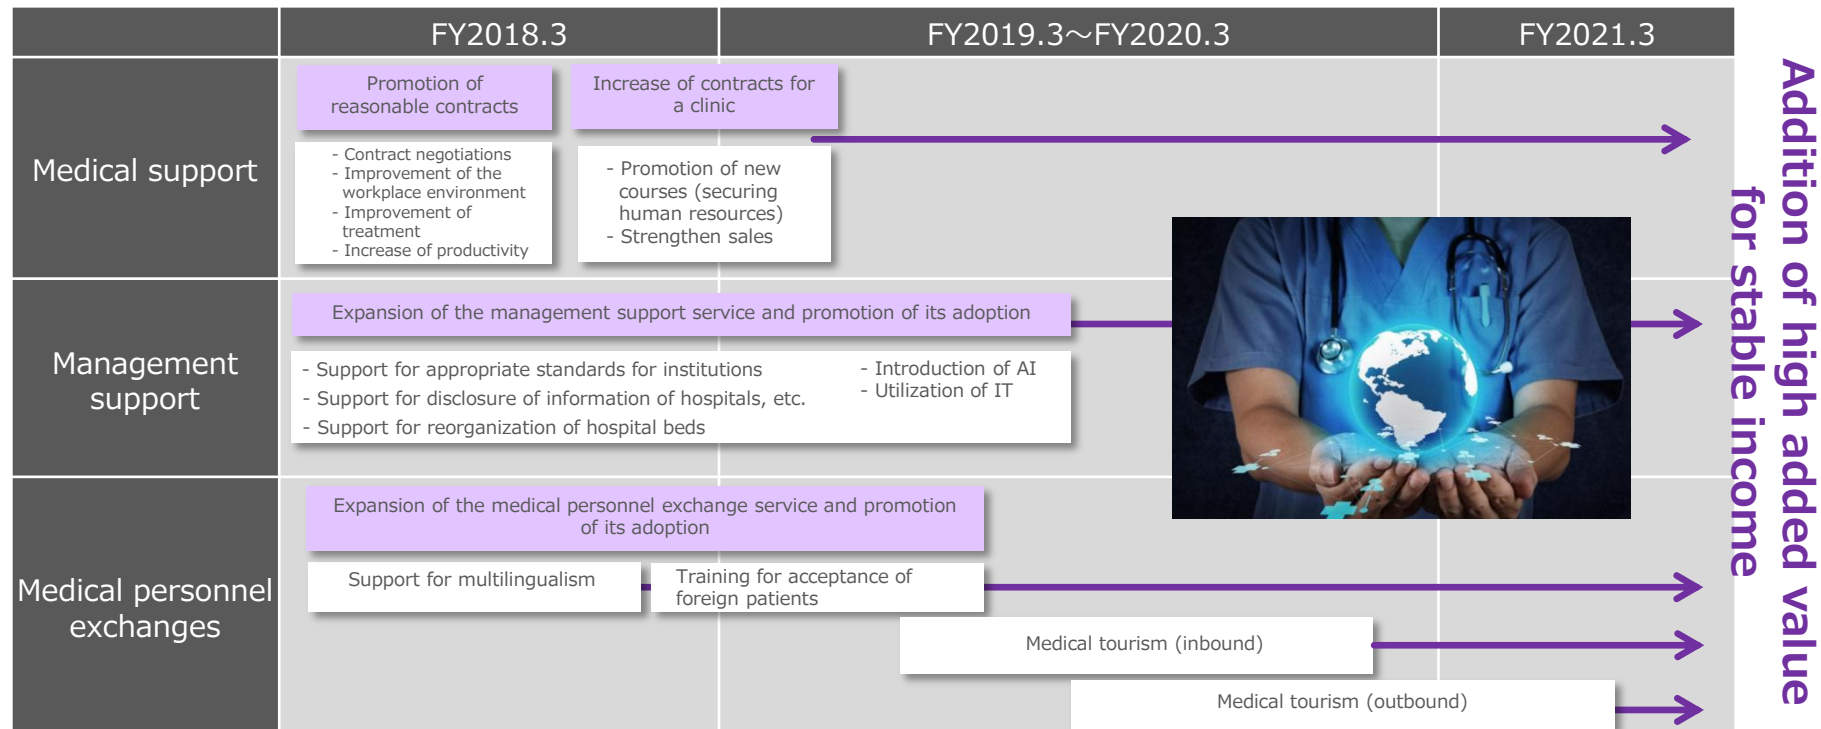 FY2018.3
FY2019.3～FY2020.3
FY2021.3
Medical support
Promotion of
reasonable contracts
- Contract negotiations
- Improvement of the
workplace environment
- Improvement of
treatment
- Increase of productivity
Increase of contracts for
a clinic
- Promotion of new
courses (securing
human resources)
- Strengthen sales
Management
support
Expansion of the management support service and promotion of its adoption
- Support for appropriate standards for institutions
- Support for disclosure of information of hospitals, etc.
- Support for reorganization of hospital beds
- Introduction of AI
- Utilization of IT
Medical personnel
exchanges
Expansion of the medical personnel exchange service and promotion
of its adoption
Support for multilingualism
Training for acceptance of
foreign patients
Medical tourism (inbound)
Medical tourism (outbound)
Addition of high added value
for stable income